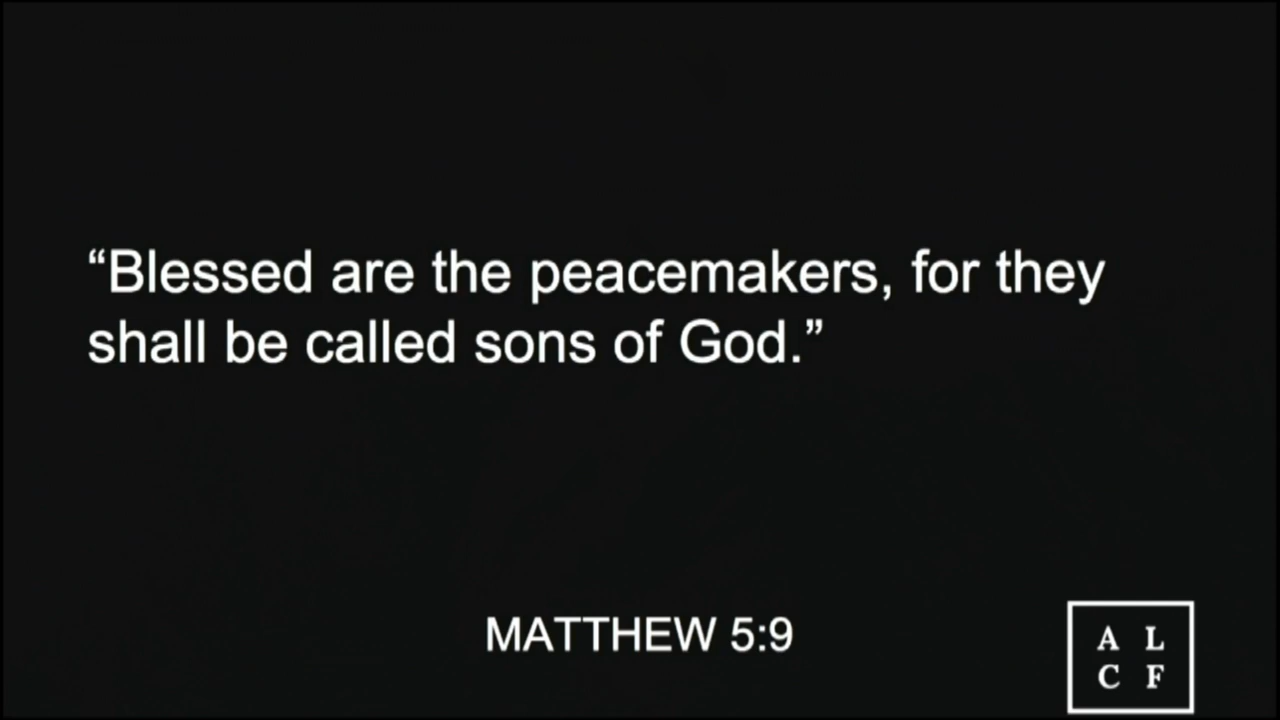 “Blessed are the peacemakers, for they
shall be called sons of God.”
MATTHEW 5:9
A L
C F